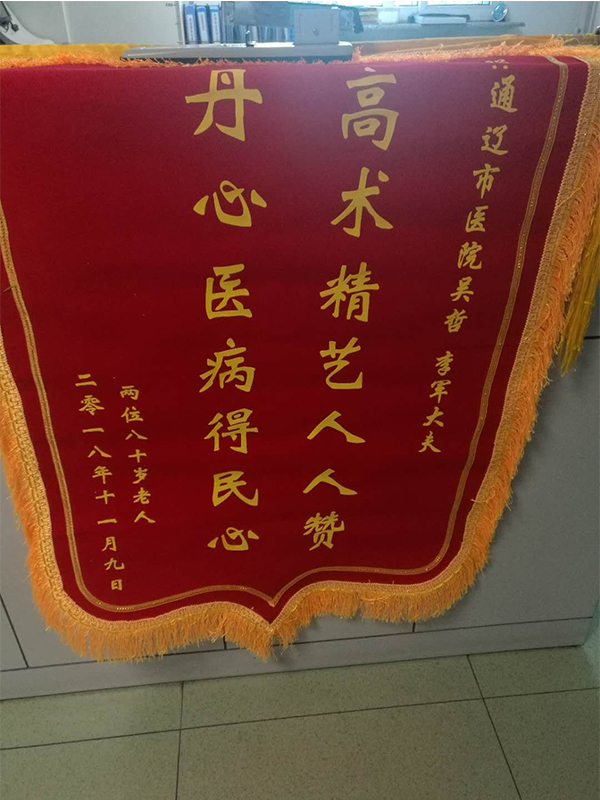 通辽市医院吴哲 李军大夫
高术精艺人人赞
丹心医病得民心
两位八十岁老人
二零一八年十一月九日